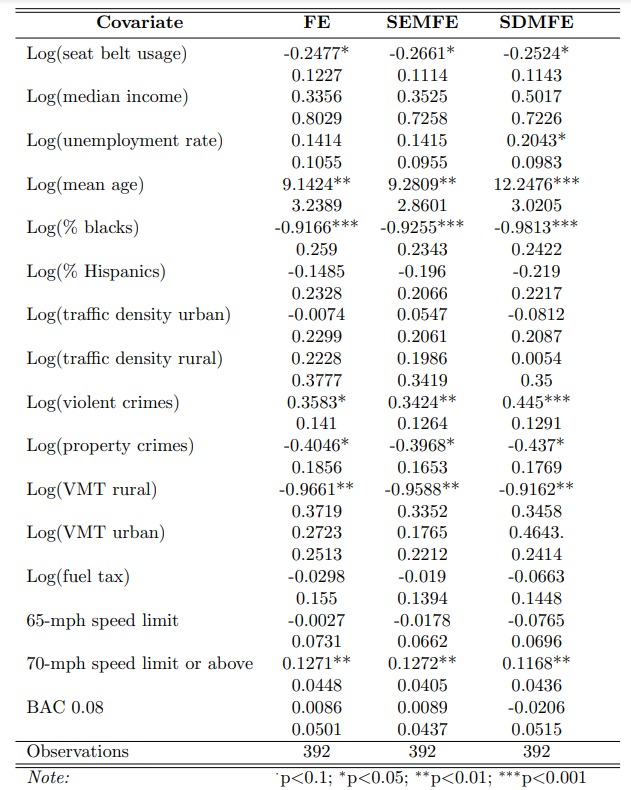 Covariate FE SEMFE SDMFE
Log(seat belt usage) -0.2477* -0.2661* -0.2524*
0.1227 0.1114 0.1143
Log(median income) 0.3356 0.3525 0.5017
0.8029 0.7258 0.7226
Log(unemployment rate) 0.1414 0.1415 0.2043*
0.1055 0.0955 0.0983
Log(mean age) 9.1424** 9.2809** 12.2476***
3.2389 2.8601 3.0205
Log(% blacks) -0.9166*** -0.9255*** -0.9813***
0.259 0.2343 0.2422
Log(% Hispanics) -0.1485 -0.196 -0.219
0.2328 0.2066 0.2217
Log(traffic density urban) -0.0074 0.0547 -0.0812
0.2299 0.2061 0.2087
Log(traffic density rural) 0.2228 0.1986 0.0054
0.3777 0.3419 0.35
Log(violent crimes) 0.3583* 0.3424** 0.445***
0.141 0.1264 0.1291
Log(property crimes) -0.4046* -0.3968* -0.437*
0.1856 0.1653 0.1769
Log(VMT rural) -0.9661** -0.9588** -0.9162**
0.3719 0.3352 0.3458
Log(VMT urban) 0.2723 0.1765 0.4643.
0.2513 0.2212 0.2414
Log(fuel tax) -0.0298 -0.019 -0.0663
0.155 0.1394 0.1448
65-mph speed limit -0.0027 -0.0178 -0.0765
0.0731 0.0662 0.0696
70-mph speed limit or above 0.1271** 0.1272** 0.1168**
0.0448 0.0405 0.0436
BAC 0.08 0.0086 0.0089 -0.0206
0.0501 0.0437 0.0515
Observations 392 392 392
Note: ·p<0.1; *p<0.05; **p<0.01; ***p<0.001